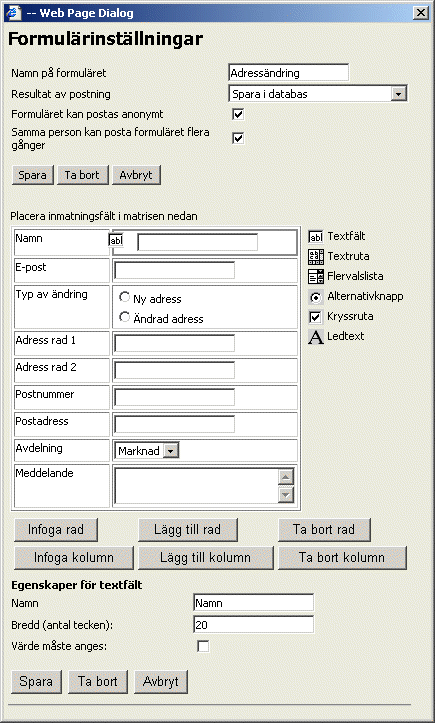 -- Web Page Dialog
Formulärinställningar
Namn på formuläret Adressändring
Resultat av postning Spara i databas
Formuläret kan postas anonymt
Samma person kan posta formuläret flera
gånger
Spara Ta bort Avbryt
Placera inmatningsfält i matrisen nedan
Namn abl
E-post
Typ av ändring Ny adress
Ändrad adress
Adress rad 1
Adress rad 2
Postnummer
Postadress
Avdelning Marknad
Meddelande
abl Textfält
Textruta
Flervalslista
Alternativknapp
Kryssruta
A Ledtext
Infoga rad Lägg till rad Ta bort rad
Infoga kolumn Lägg till kolumn Ta bort kolumn
Egenskaper för textfält
Namn Namn
Bredd (antal tecken): 20
Värde måste anges:
Spara Ta bort Avbryt